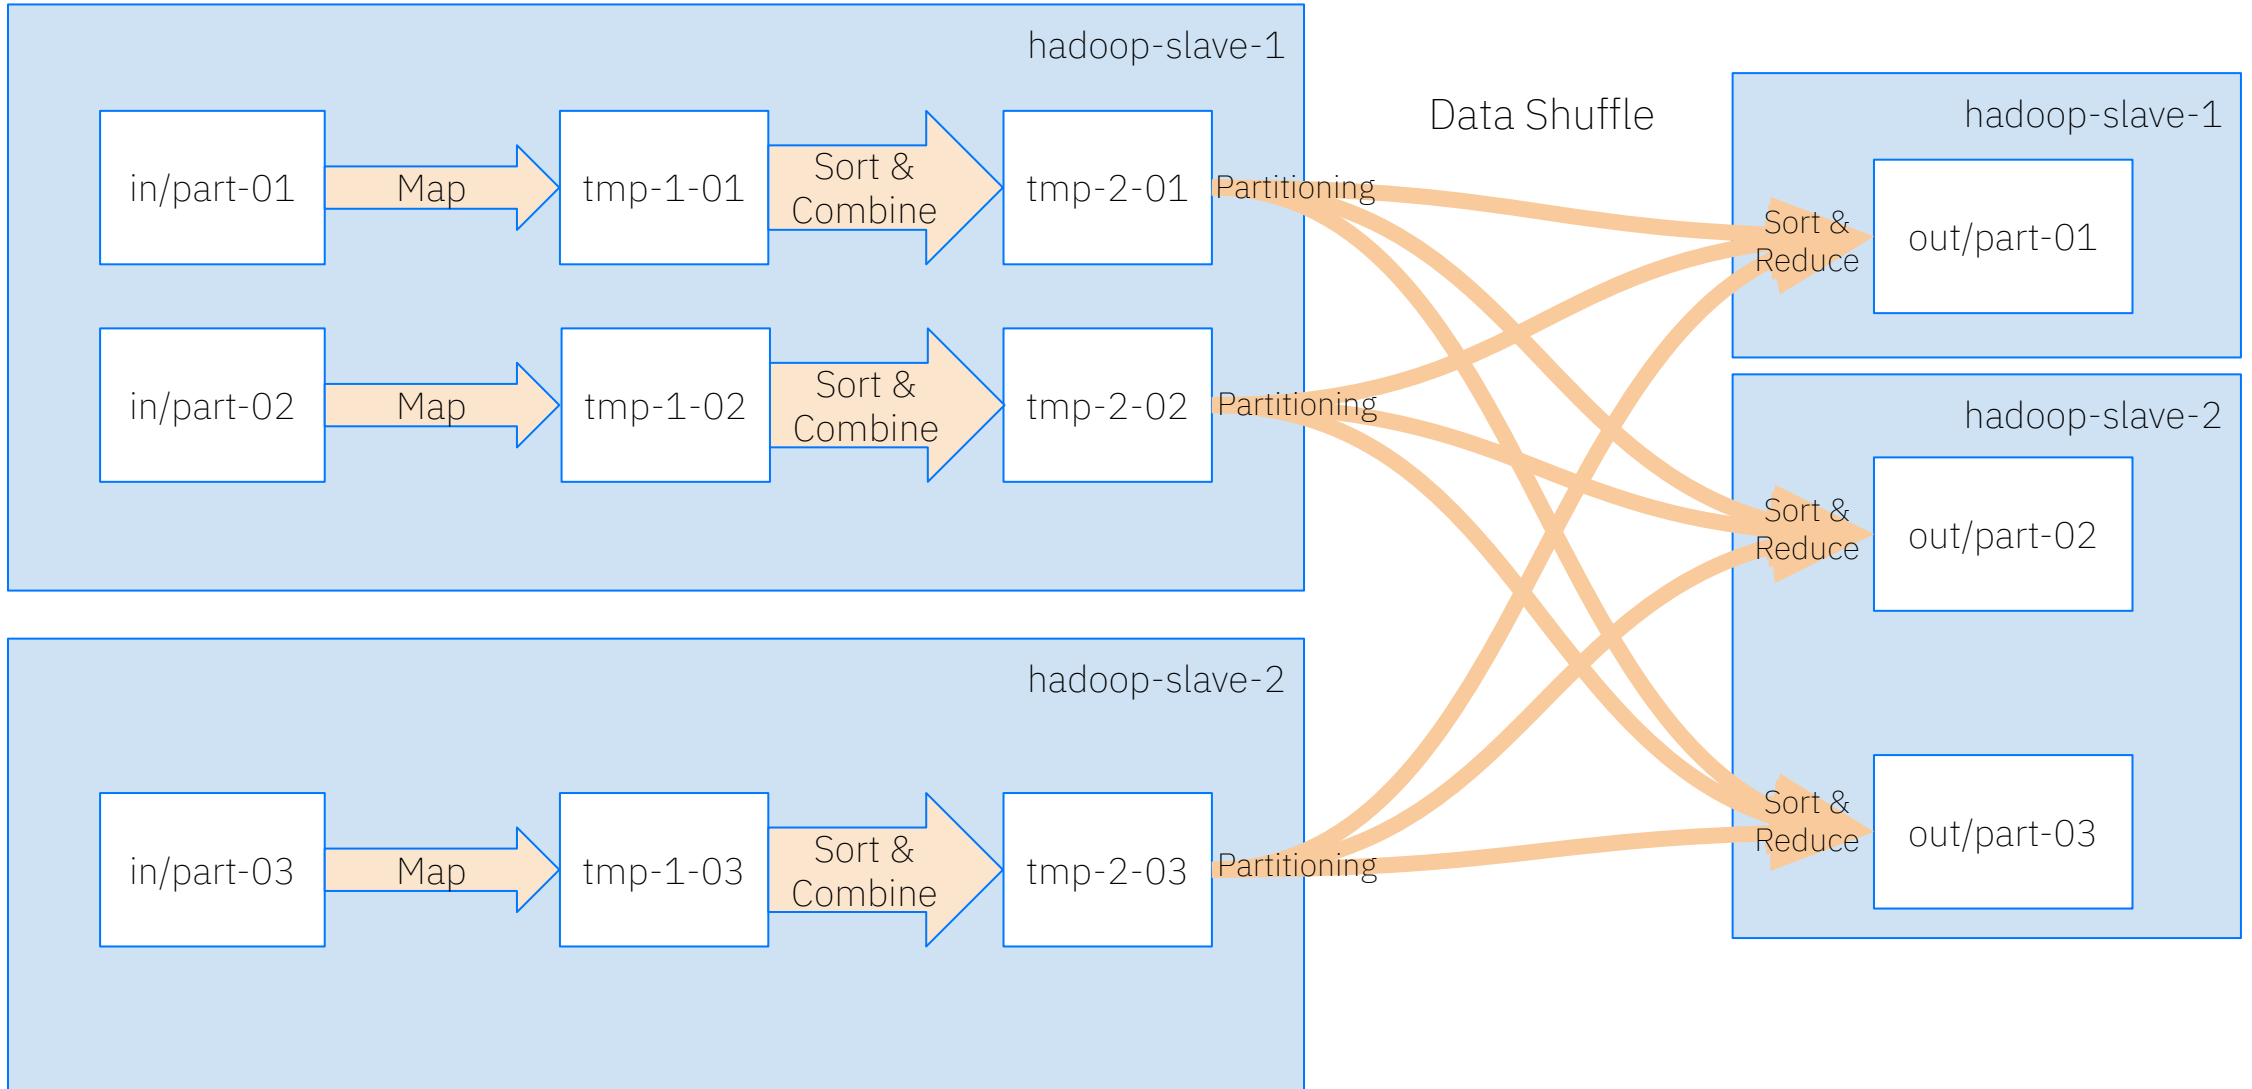 hadoop-slave-1
in/part-01
Map
tmp-1-01
Sort &
Combine
tmp-2-01
Partitioning
in/part-02
Map
tmp-1-02
Sort &
Combine
tmp-2-02
Partitioning
hadoop-slave-2
in/part-03
Map
tmp-1-03
Sort &
Combine
tmp-2-03
Partitioning
Data Shuffle
hadoop-slave-1
Sort &
Reduce
out/part-01
hadoop-slave-2
Sort &
Reduce
out/part-02
Sort &
Reduce
out/part-03